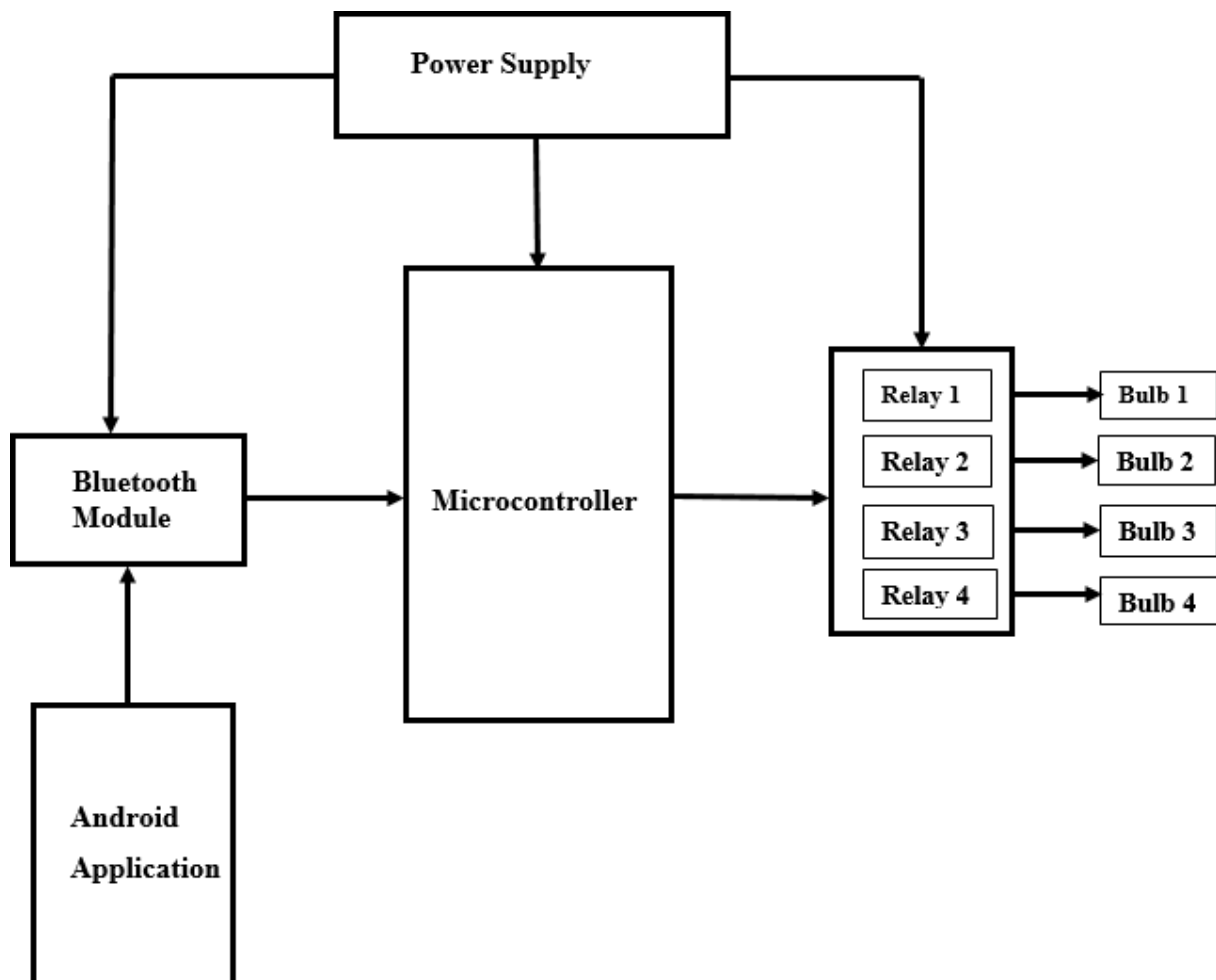 Power Supply
Relay 1
Bulb 1
Relay 2
Bulb 2
Bluetooth
Module
Microcontroller
Relay 3
Bulb 3
Relay 4
Bulb 4
Android
Application